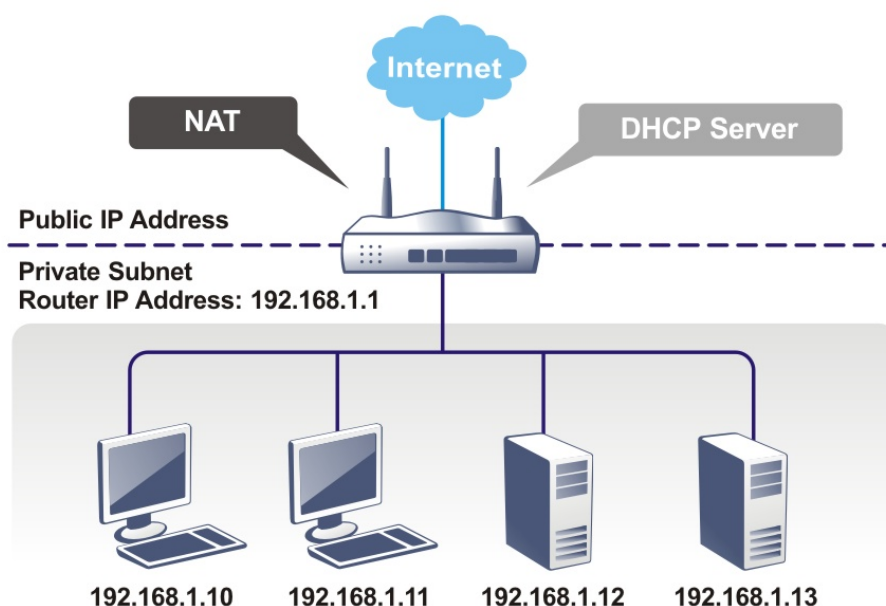 Internet
NAT
DHCP Server
Public IP Address
Private Subnet
Router IP Address: 192.168.1.1
192.168.1.10
192.168.1.11
192.168.1.12
192.168.1.13